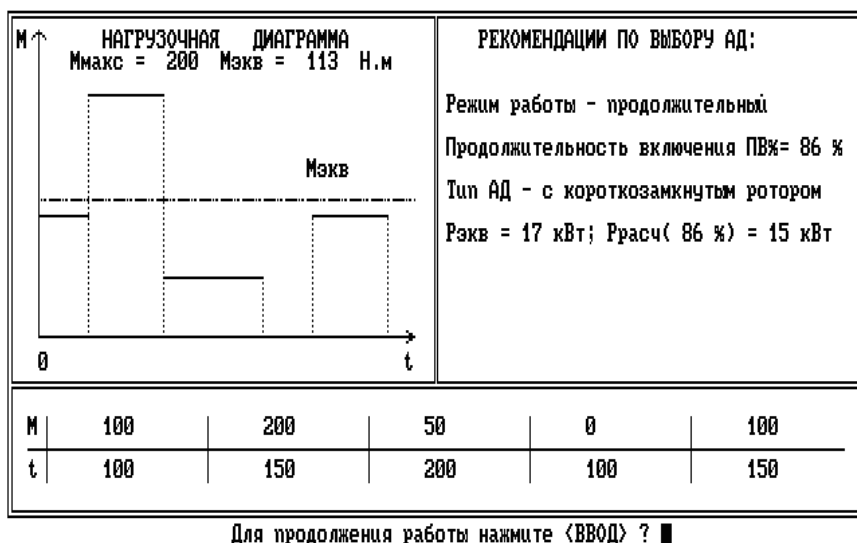 М НАГРУЗОЧНАЯ ДИАГРАММА
Ммакс = 200 Мэкв = 113 Н.м
Мэкв
0 t
РЕКОМЕНДАЦИИ ПО ВЫБОРУ АД:
Режим работы - продолжительный
Продолжительность включения ПВ%= 86 %
Тип АД - с короткозамкнутым ротором
Рэкв = 17 кВт; Ррасч( 86 %) = 15 кВт
М 100 200 50 0 100
t 100 150 200 100 150
Для продолжения работы нажмите <ВВОД> ?